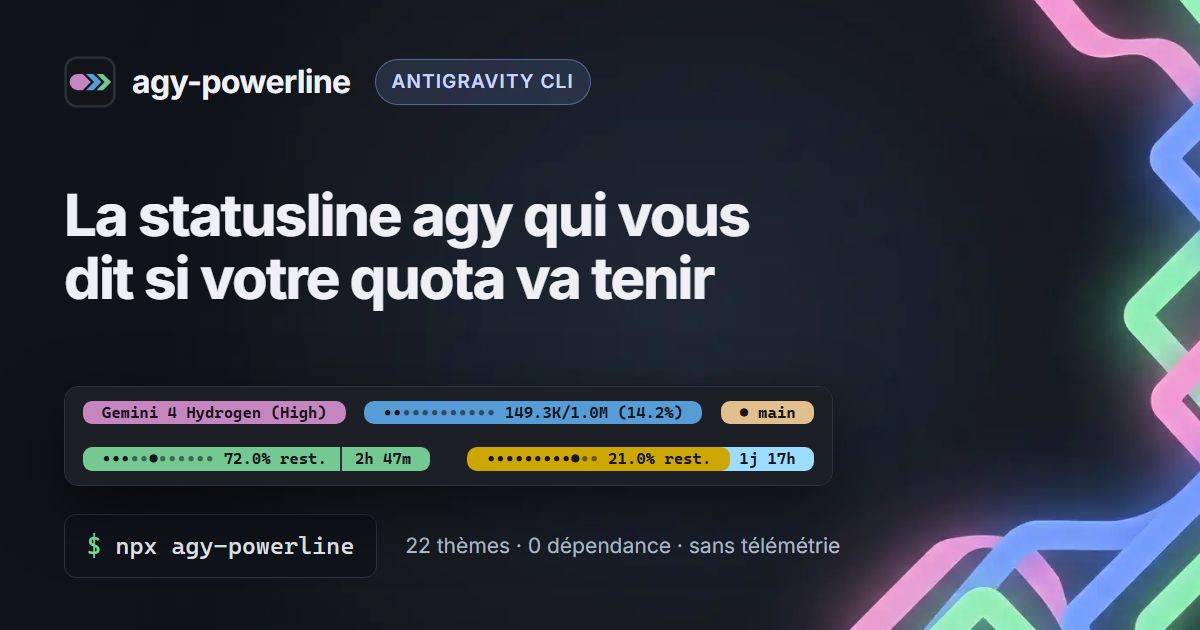 agy-powerline ANTIGRAVITY CLI
La statusline agy qui vous
dit si votre quota va tenir
Gemini 4 Hydrogen (High) 149.3K/1.0M (14.2%) ● main
72.0% rest. 2h 47m 21.0% rest. 1j 17h
$ npx agy-powerline 22 thèmes · 0 dépendance · sans télémétrie